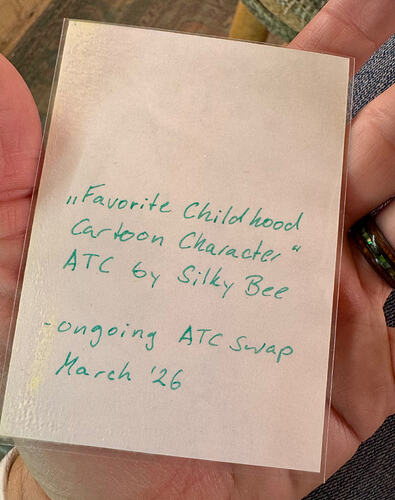 „Favorite Childhood
Cartoon Character“
ATC by Silky Bee
-ongoing ATC swap
March '26